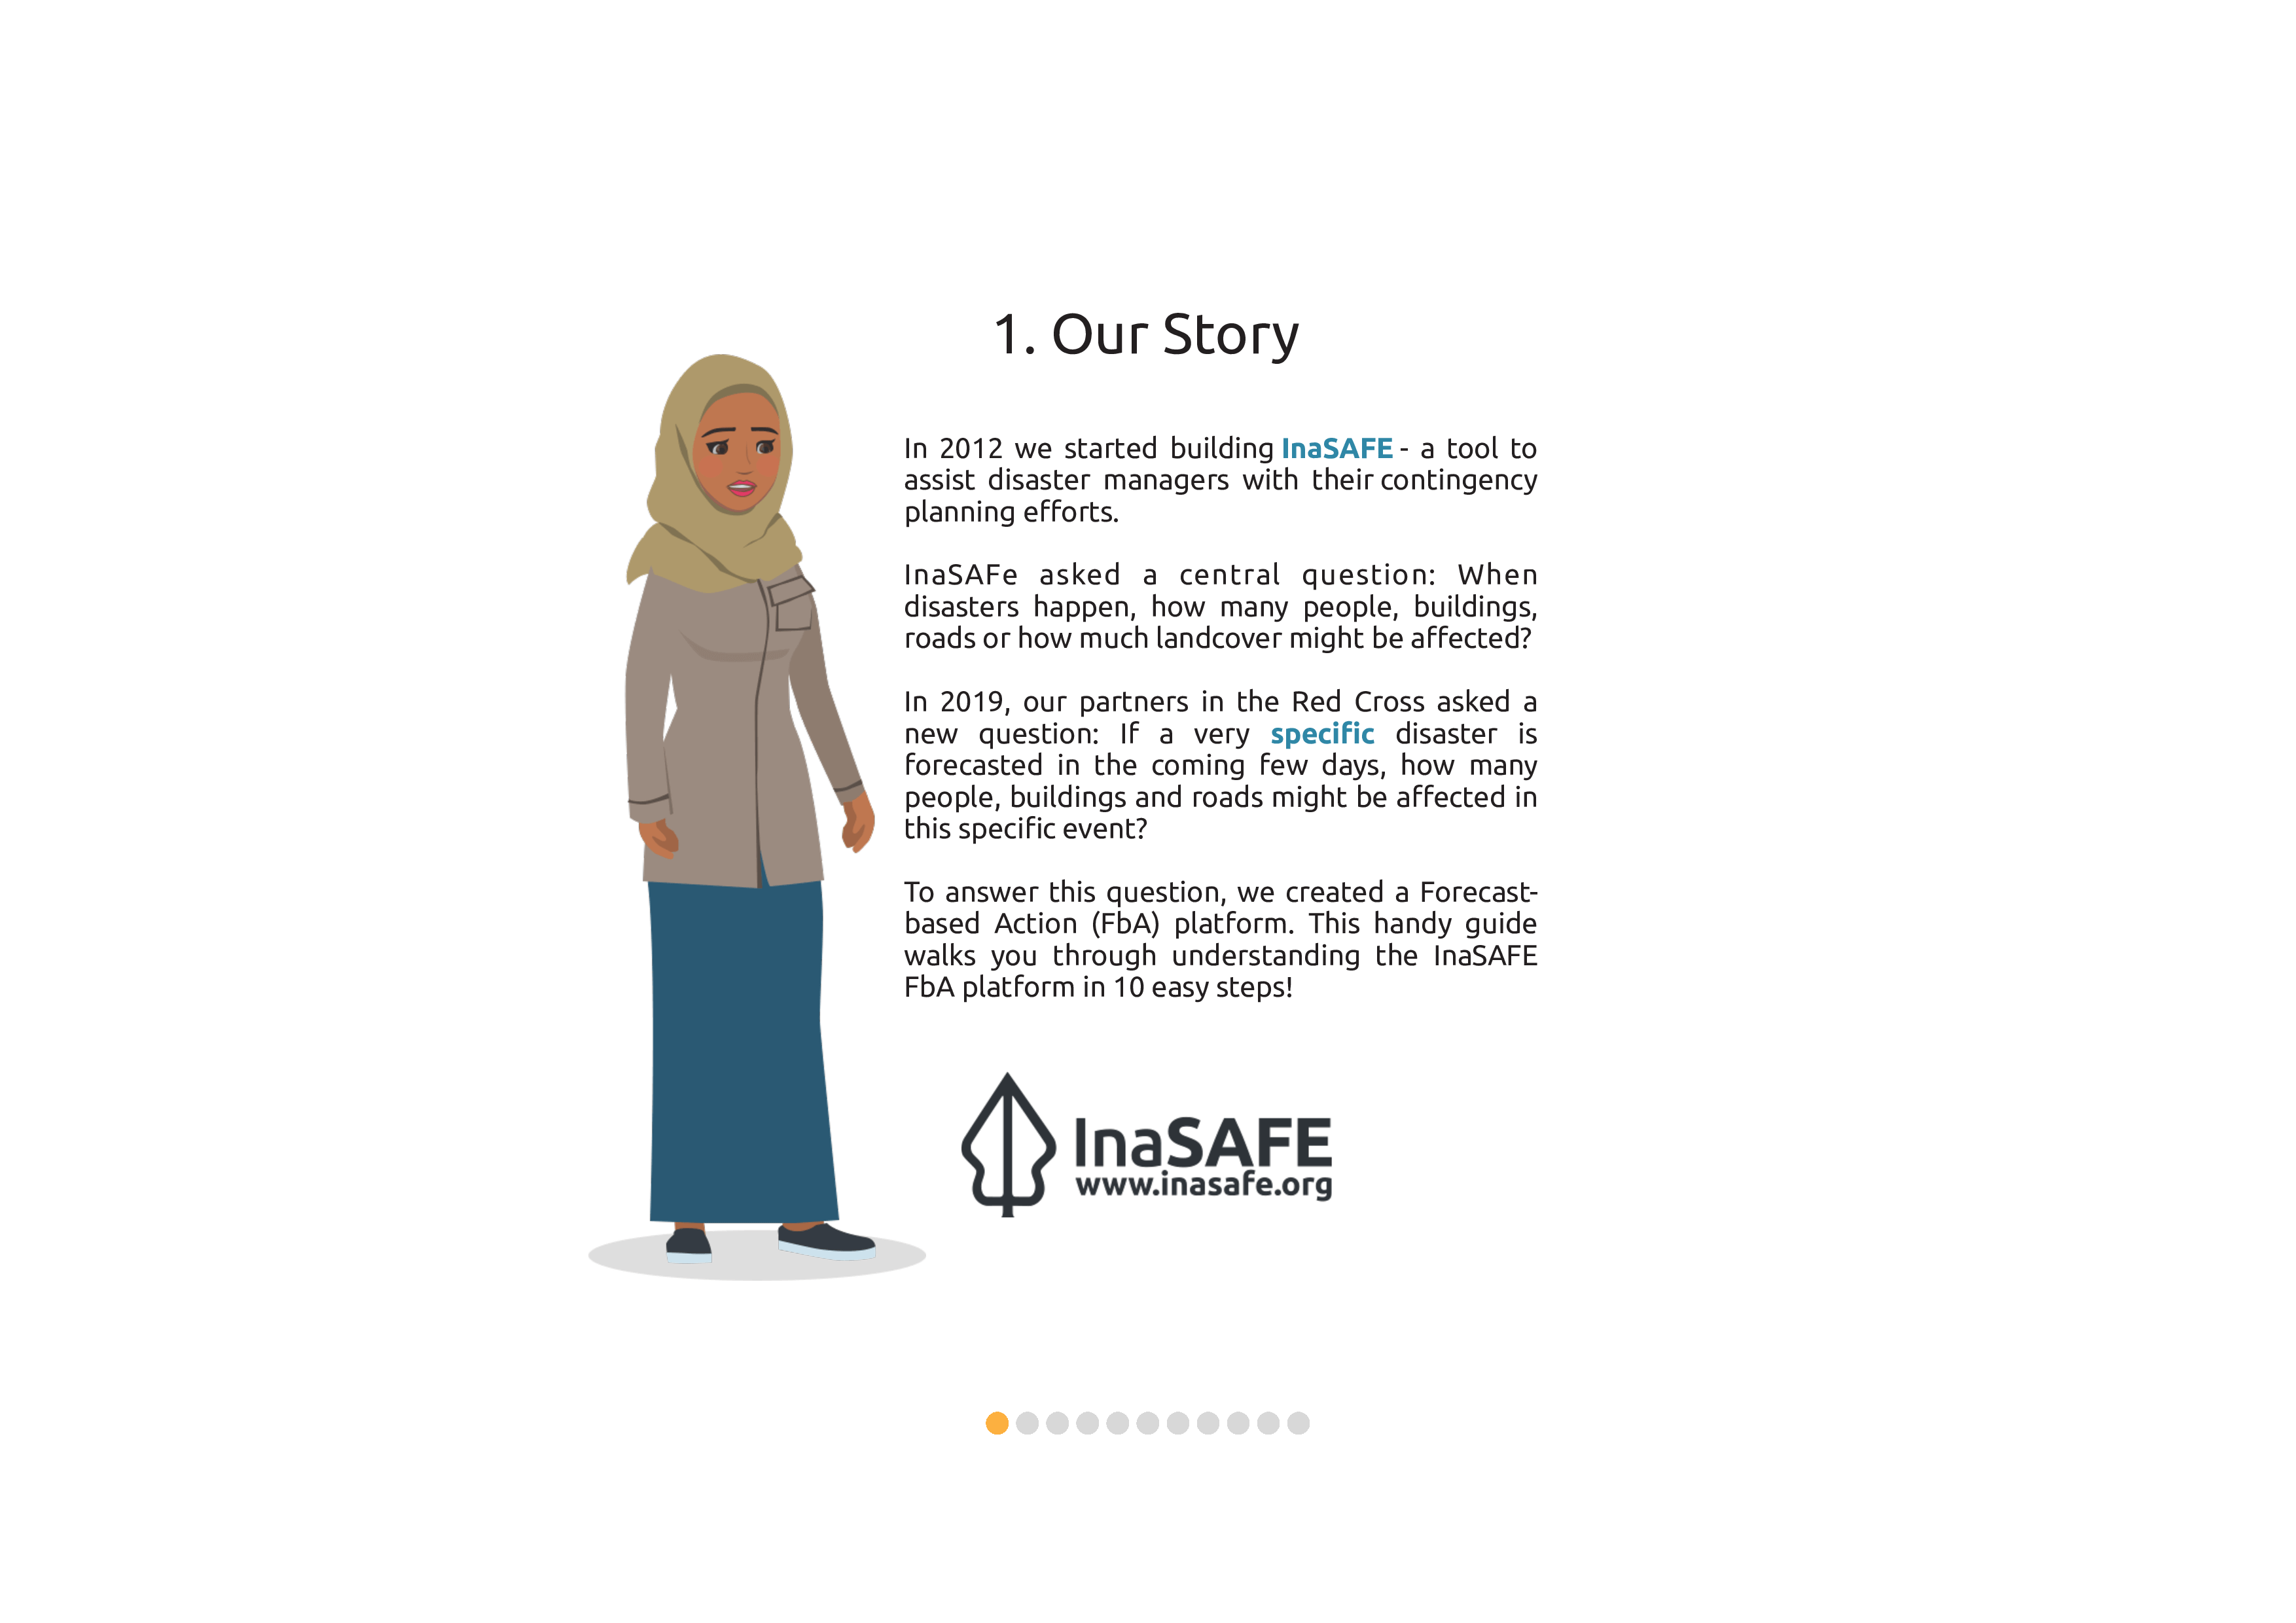 1. Our Story
In 2012 we started building InaSAFE - a tool to
assist disaster managers with their contingency
planning efforts.
InaSAFe asked a central question: When
disasters happen, how many people, buildings,
roads or how much landcover might be affected?
In 2019, our partners in the Red Cross asked a
new question: If a very specific disaster is
forecasted in the coming few days, how many
people, buildings and roads might be affected in
this specific event?
To answer this question, we created a Forecast-
based Action (FbA) platform. This handy guide
walks you through understanding the InaSAFE
FbA platform in 10 easy steps!
InaSAFE
www.inasafe.org